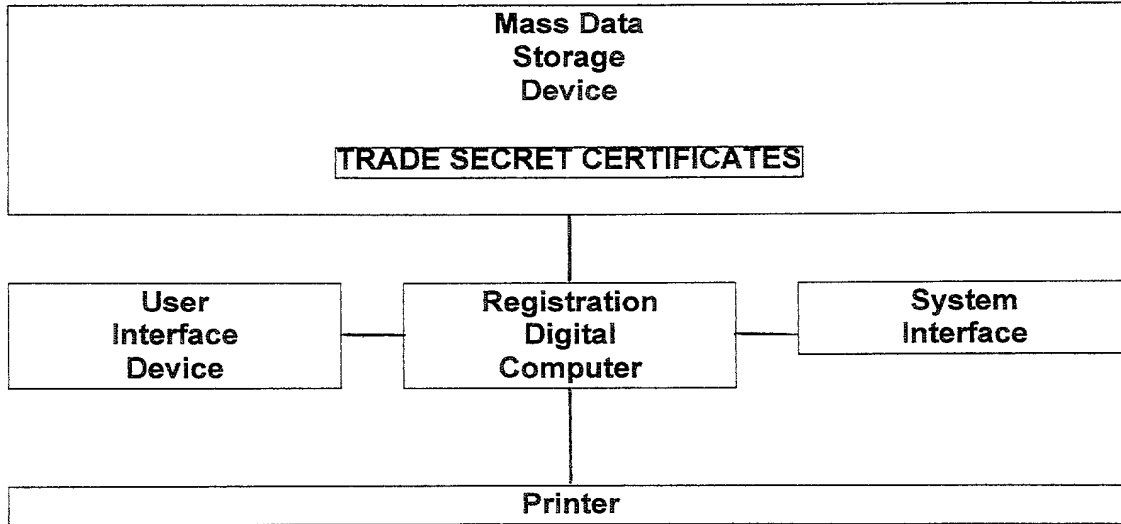 Mass Data
Storage
Device
TRADE SECRET CERTIFICATES
User
Interface
Device
Registration
Digital
Computer
System
Interface
Printer